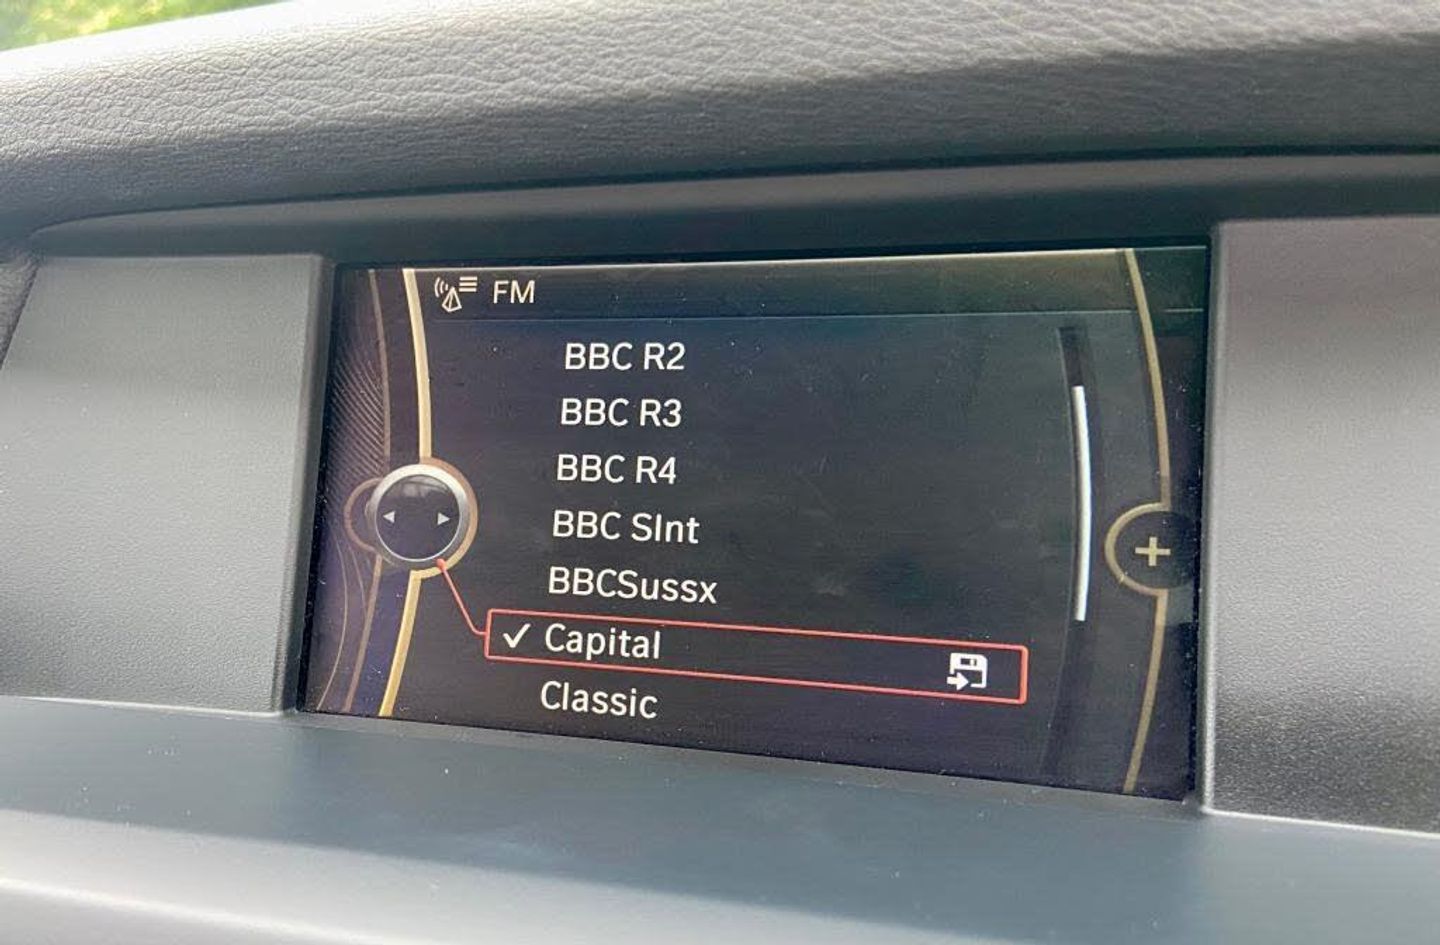 FM
BBC R2
BBC R3
BBC R4
BBC SInt
BBCSussx
✓ Capital
Classic